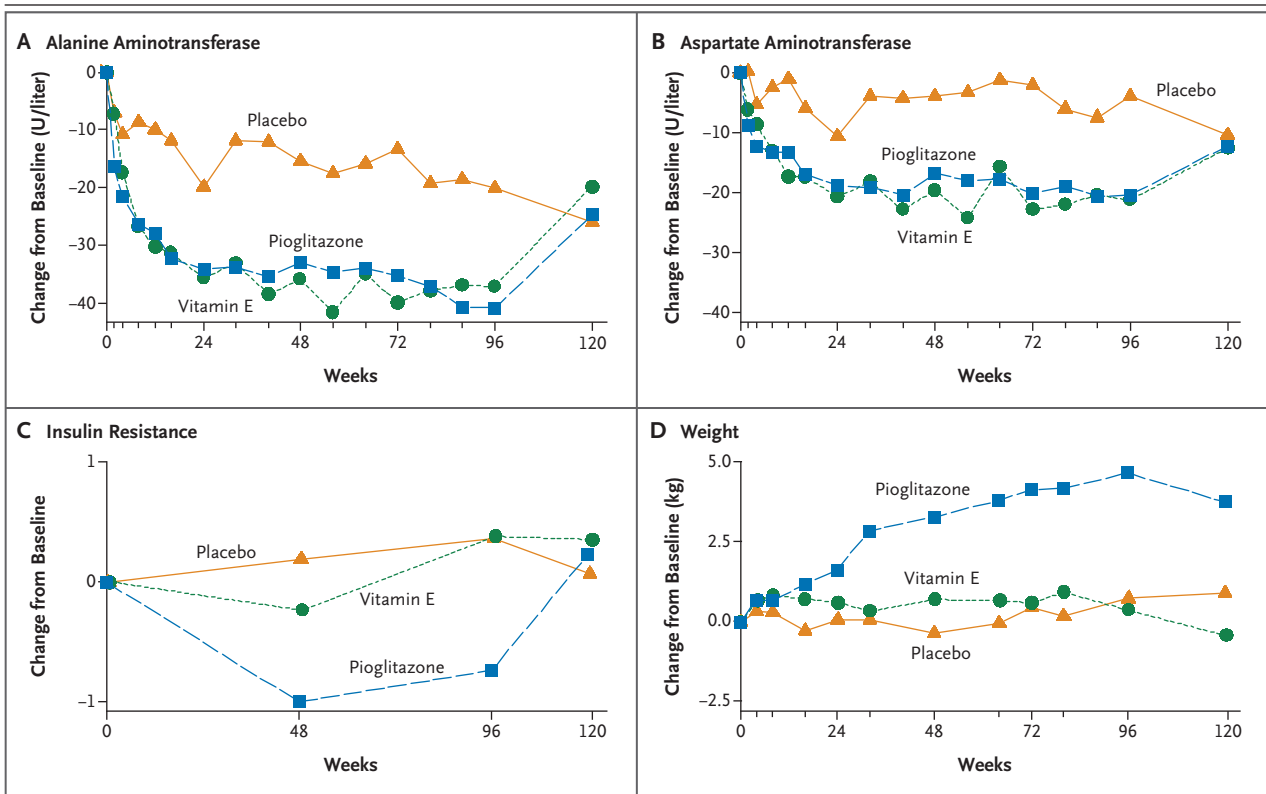 A Alanine Aminotransferase
Change from Baseline (U/liter)
0
−10
−20
−30
−40
Placebo
Pioglitazone
Vitamin E
0 24 48 72 96 120
Weeks
B Aspartate Aminotransferase
Change from Baseline (U/liter)
0
−10
−20
−30
−40
Placebo
Pioglitazone
Vitamin E
0 24 48 72 96 120
Weeks
C Insulin Resistance
Change from Baseline
1
0
−1
Placebo
Vitamin E
Pioglitazone
0 48 96 120
Weeks
D Weight
Change from Baseline (kg)
5.0
2.5
0.0
−2.5
Pioglitazone
Vitamin E
Placebo
0 24 48 72 96 120
Weeks